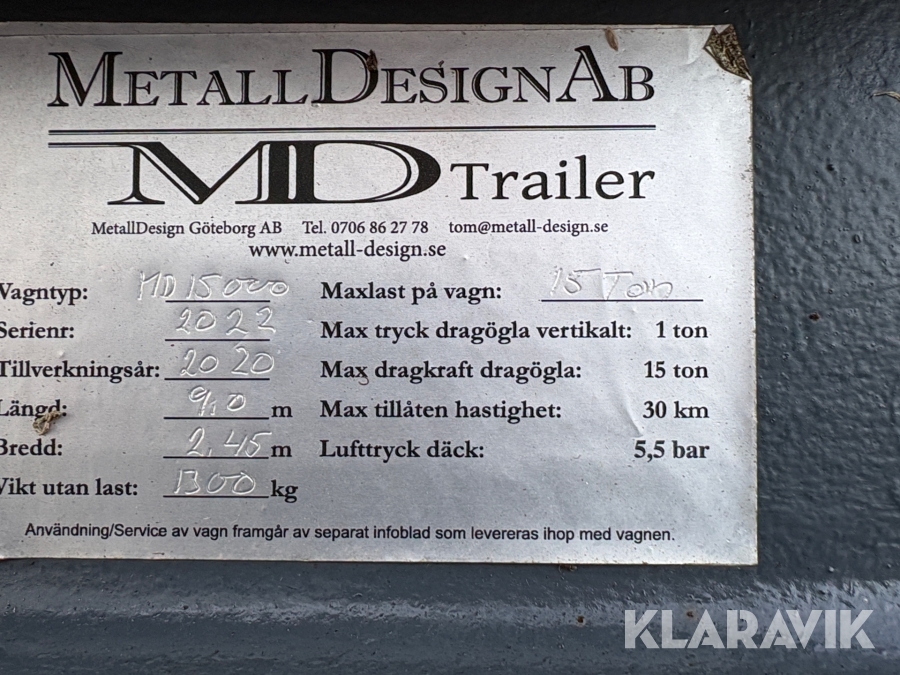 METALLDESIGNAB
MD Trailer
MetallDesign Göteborg AB Tel. 0706 86 27 78 tom@metall-design.se
www.metall-design.se
Vagntyp: MD 15000 Maxlast på vagn: 15 Ton
Serienr: 2022 Max tryck dragögla vertikalt: 1 ton
Tillverkningsår: 2020 Max dragkraft dragögla: 15 ton
Längd: 9,0 m Max tillåten hastighet: 30 km
Bredd: 2,45 m Lufttryck däck: 5,5 bar
Vikt utan last: 1300 kg
Användning/Service av vagn framgår av separat infoblad som levereras ihop med vagnen.
KLARAVIK